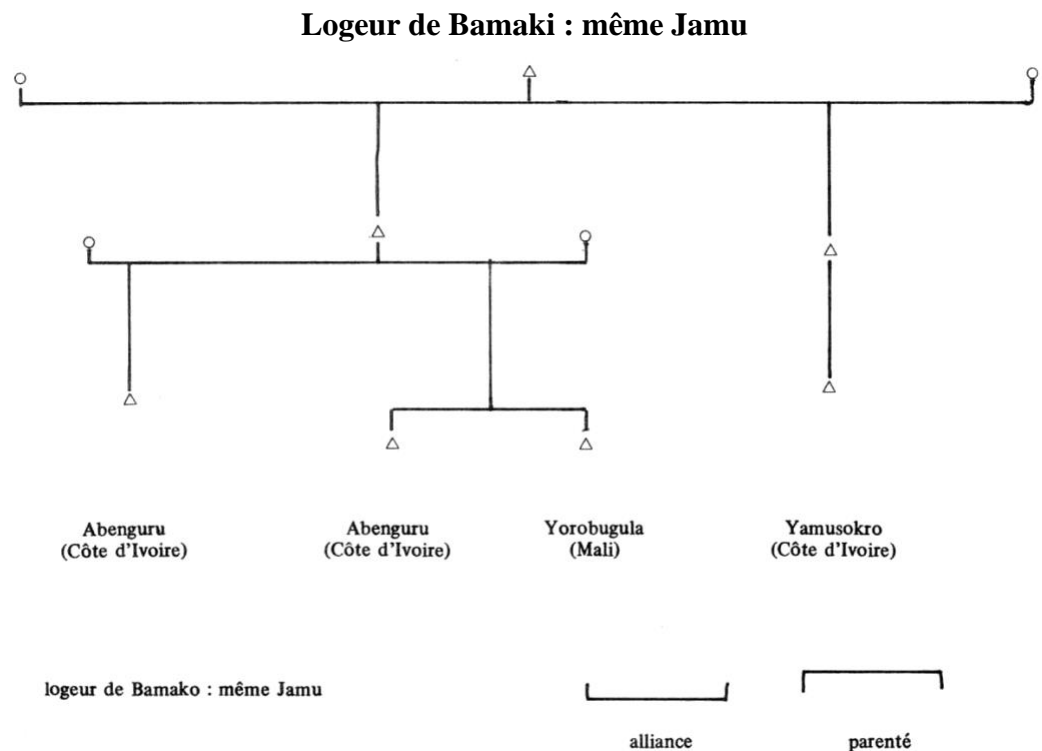 Logeur de Bamaki : même Jamu
Abenguru
(Côte d'Ivoire)
Abenguru
(Côte d'Ivoire)
Yorobugula
(Mali)
Yamusokro
(Côte d'Ivoire)
logeur de Bamako : même Jamu
alliance
parenté